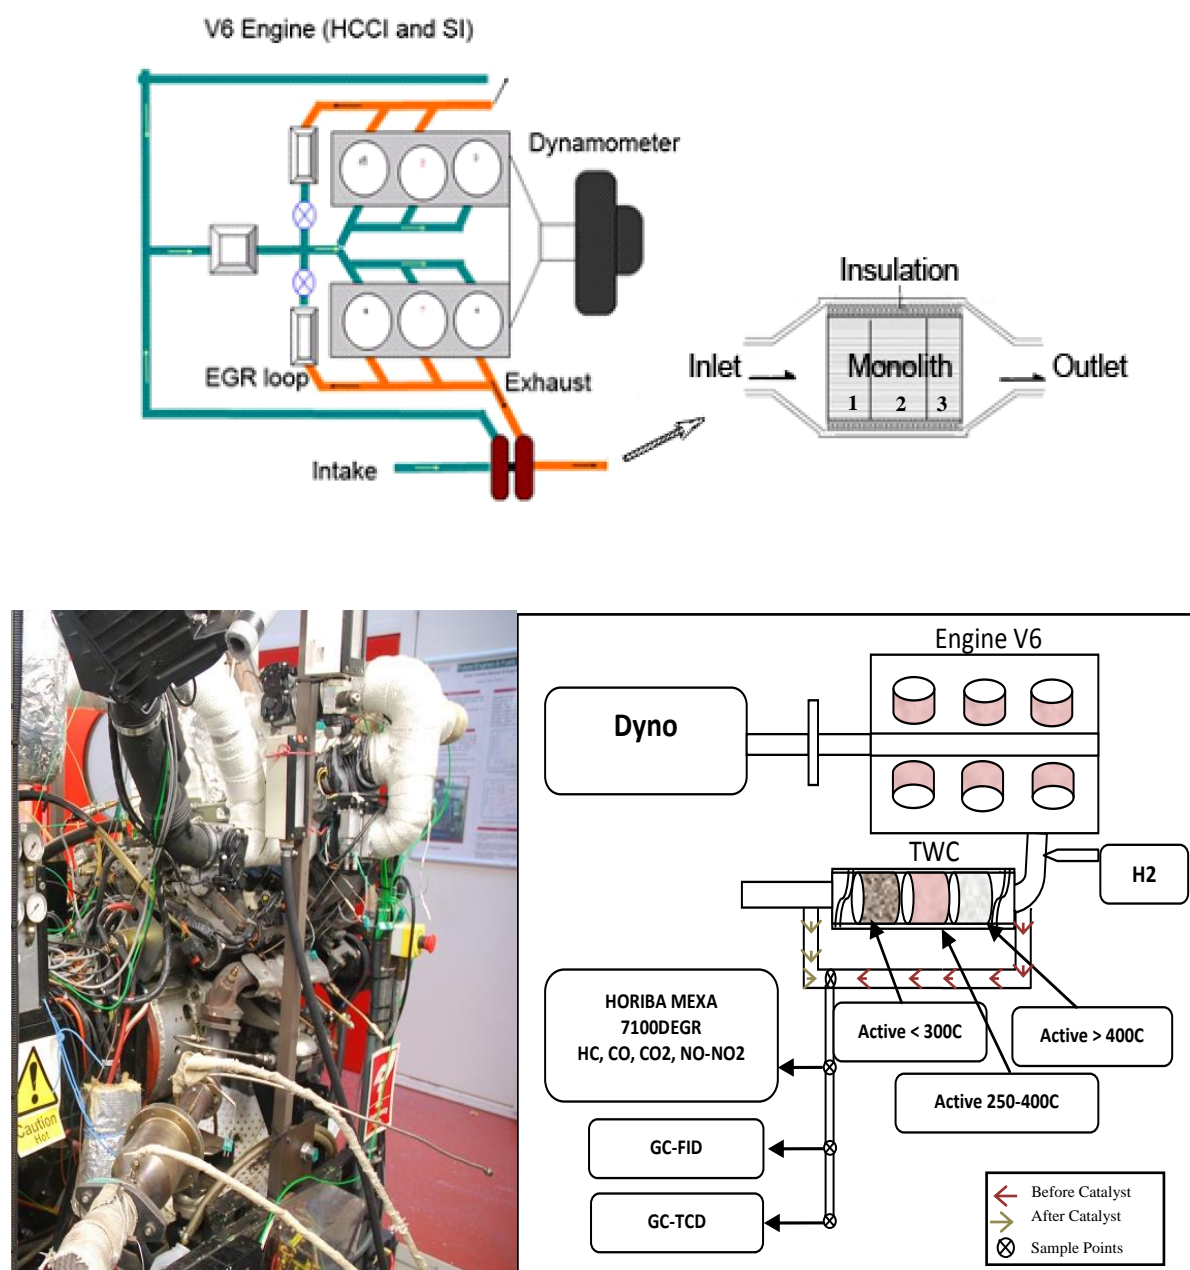 V6 Engine (HCCI and SI)
Dynamometer
EGR loop
Exhaust
Intake
Insulation
Inlet
Monolith
Outlet
1 2 3
Caution
Hot
Engine V6
Dyno
TWC
H2
HORIBA MEXA
7100DEGR
HC, CO, CO2, NO-NO2
Active < 300C
Active > 400C
Active 250-400C
GC-FID
GC-TCD
Before Catalyst
After Catalyst
Sample Points